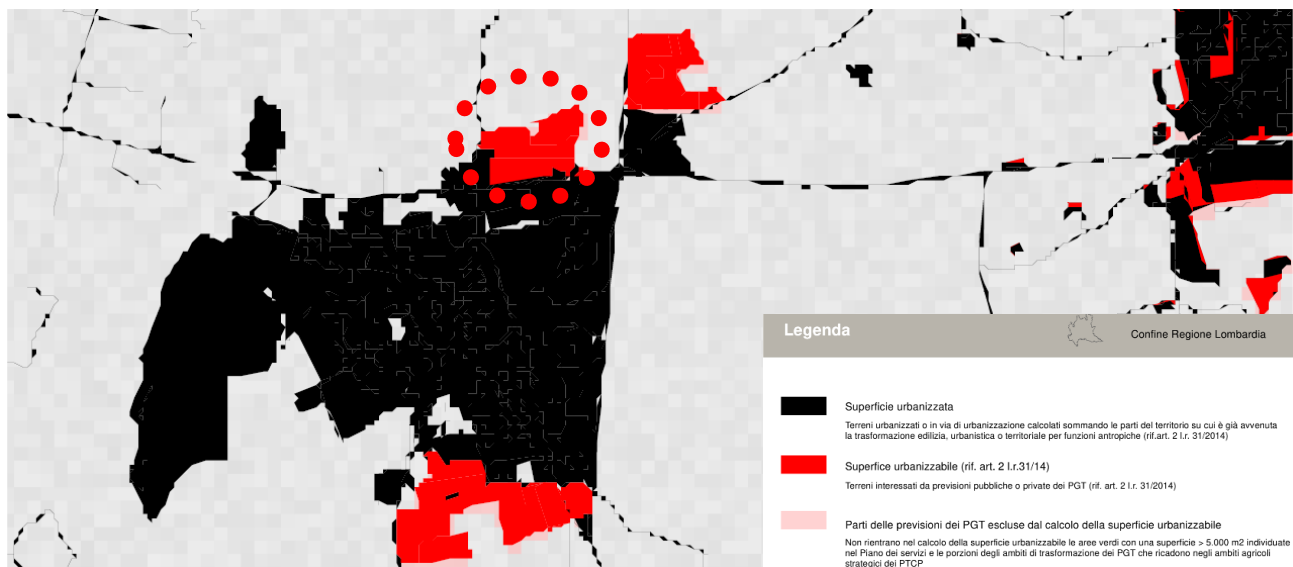 Legenda
Confine Regione Lombardia
Superficie urbanizzata
Terreni urbanizzati o in via di urbanizzazione calcolati sommando le parti del territorio su cui è già avvenuta
la trasformazione edilizia, urbanistica o territoriale per funzioni antropiche (rif.art. 2 l.r. 31/2014)
Superfice urbanizzabile (rif. art. 2 l.r.31/14)
Terreni interessati da previsioni pubbliche o private dei PGT (rif. art. 2 l.r. 31/2014)
Parti delle previsioni dei PGT escluse dal calcolo della superficie urbanizzabile
Non rientrano nel calcolo della superficie urbanizzabile le aree verdi con una superficie > 5.000 m2 individuate
nel Piano dei servizi e le porzioni degli ambiti di trasformazione dei PGT che ricadono negli ambiti agricoli
strategici dei PTCP